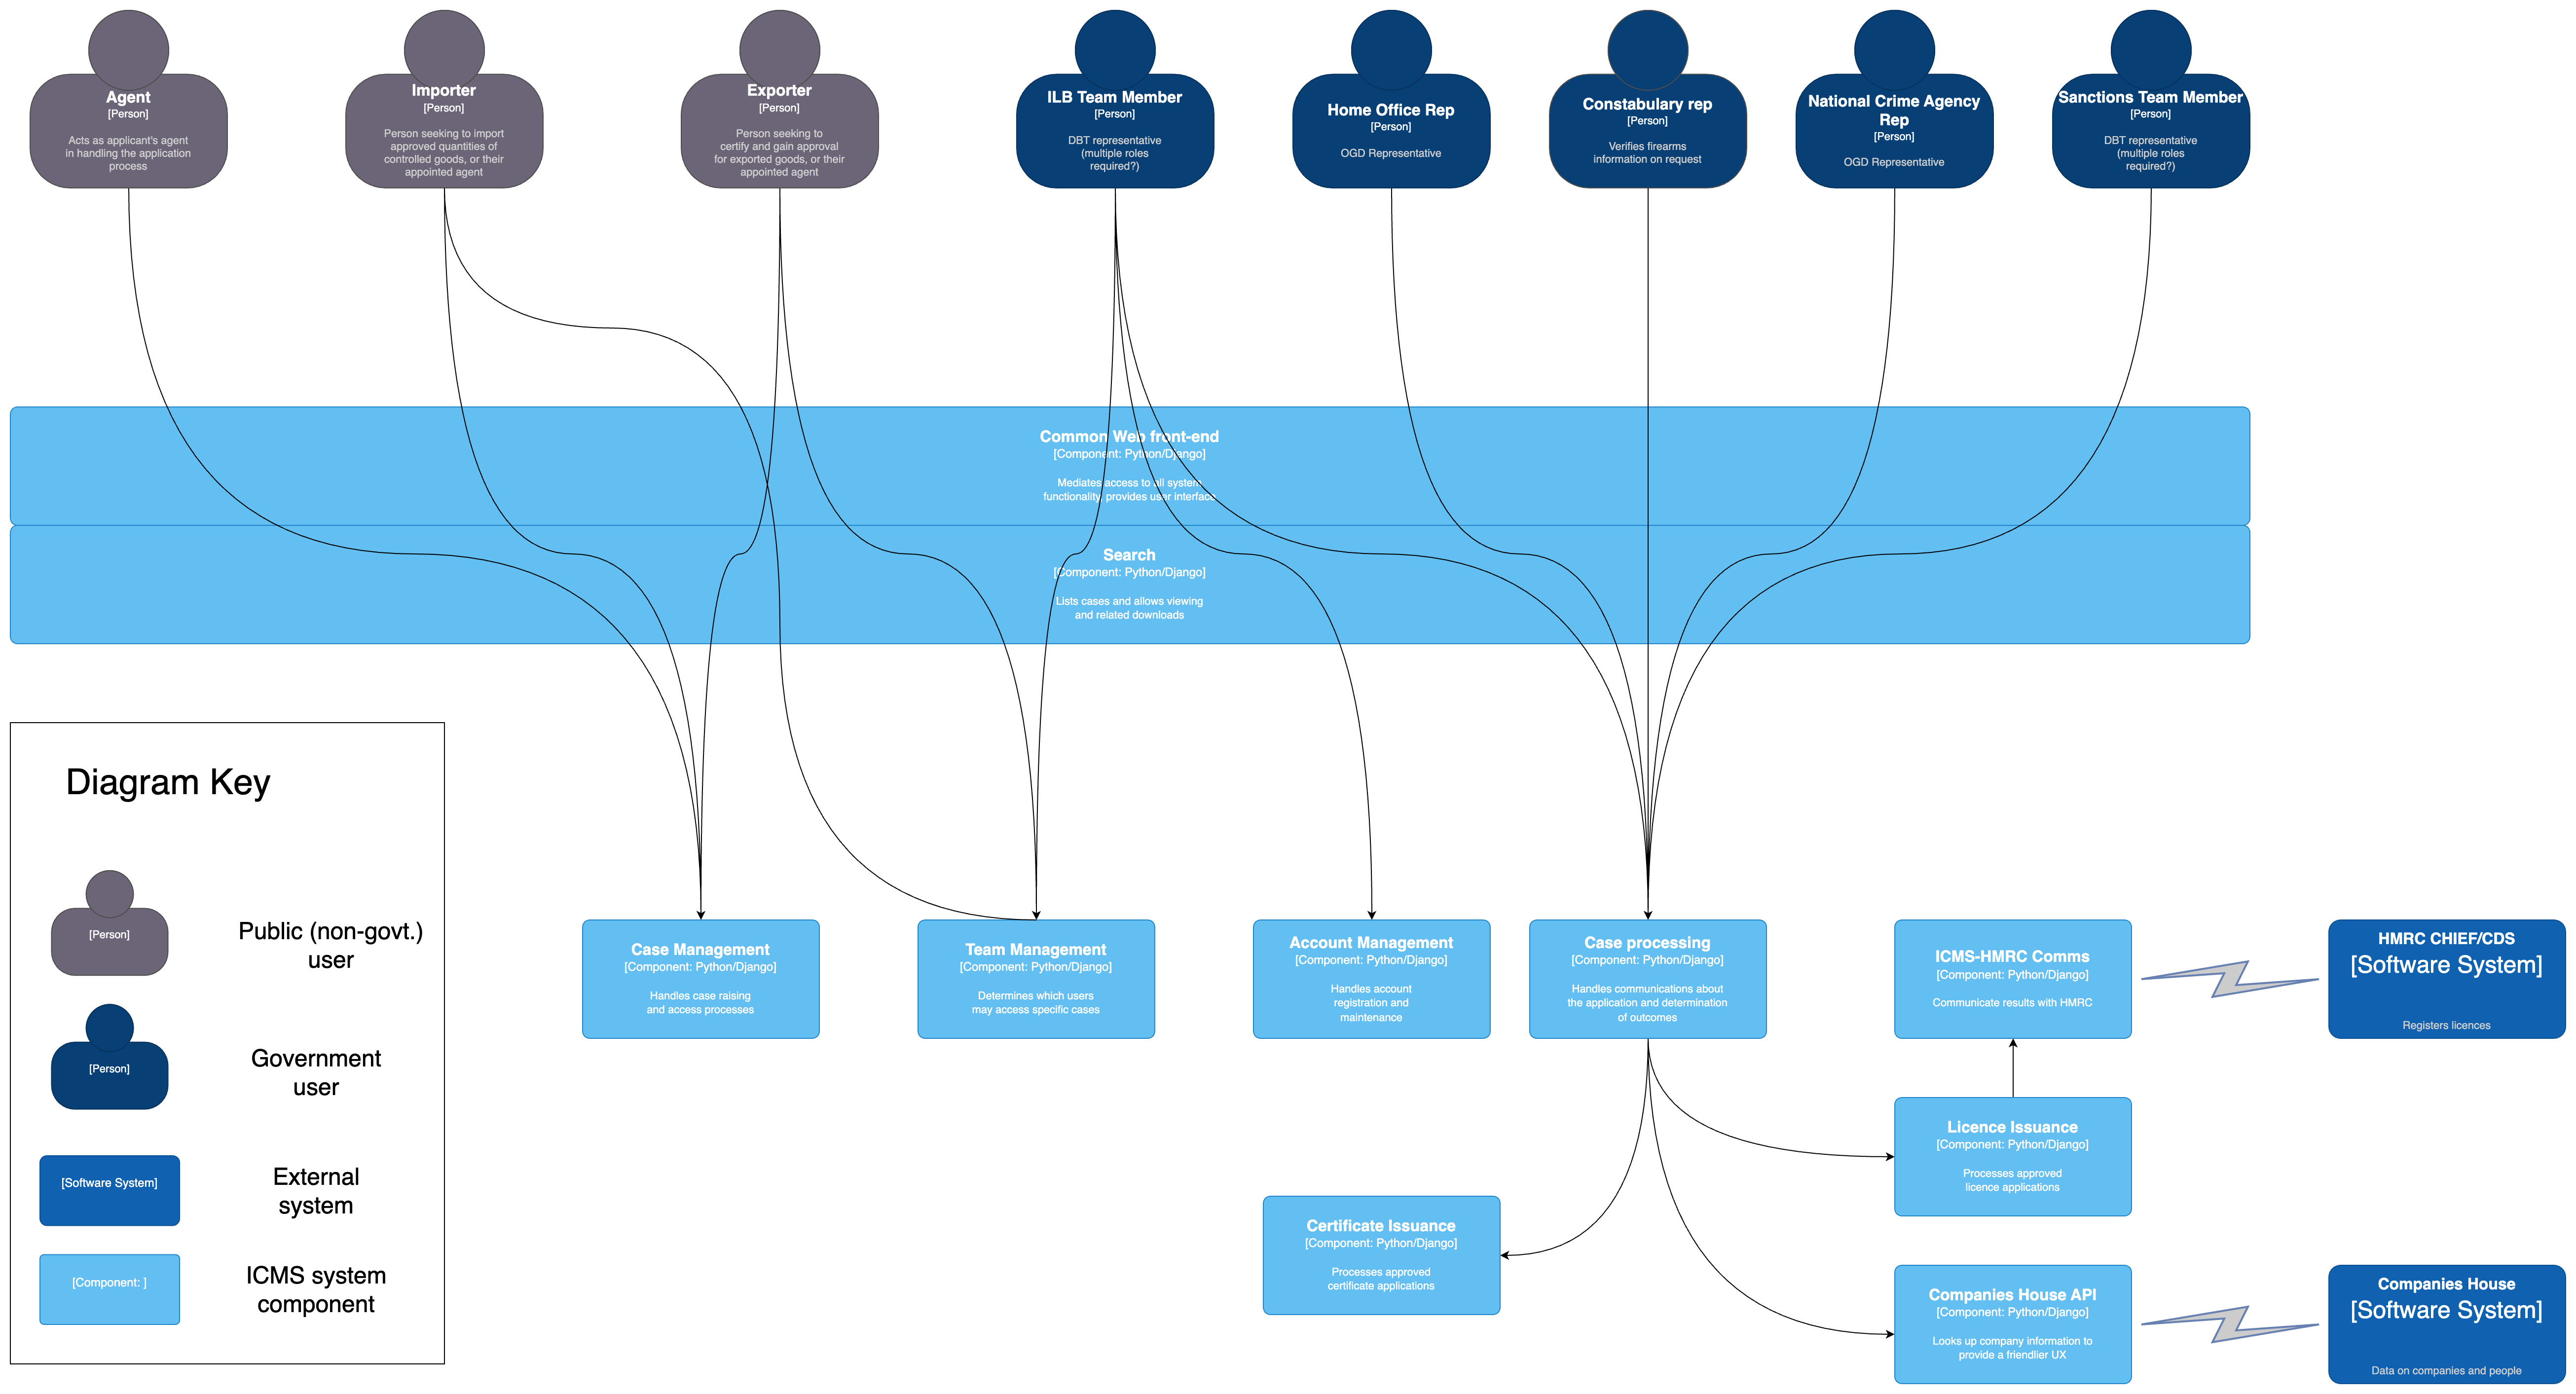 Agent
[Person]
Acts as applicant's agent
in handling the application
process
Importer
[Person]
Person seeking to import
approved quantities of
controlled goods, or their
appointed agent
Exporter
[Person]
Person seeking to
certify and gain approval
for exported goods, or their
appointed agent
ILB Team Member
[Person]
DBT representative
(multiple roles
required?)
Home Office Rep
[Person]
OGD Representative
Constabulary rep
[Person]
Verifies firearms
information on request
National Crime Agency
Rep
[Person]
OGD Representative
Sanctions Team Member
[Person]
DBT representative
(multiple roles
required?)
Common Web front-end
[Component: Python/Django]
Mediates access to all system
functionality, provides user interface
Search
[Component: Python/Django]
Lists cases and allows viewing
and related downloads
Diagram Key
[Person]
Public (non-govt.)
user
[Person]
Government
user
[Software System]
External
system
[Component: ]
ICMS system
component
Case Management
[Component: Python/Django]
Handles case raising
and access processes
Team Management
[Component: Python/Django]
Determines which users
may access specific cases
Account Management
[Component: Python/Django]
Handles account
registration and
maintenance
Case processing
[Component: Python/Django]
Handles communications about
the application and determination
of outcomes
ICMS-HMRC Comms
[Component: Python/Django]
Communicate results with HMRC
HMRC CHIEF/CDS
[Software System]
Registers licences
Licence Issuance
[Component: Python/Django]
Processes approved
licence applications
Certificate Issuance
[Component: Python/Django]
Processes approved
certificate applications
Companies House API
[Component: Python/Django]
Looks up company information to
provide a friendlier UX
Companies House
[Software System]
Data on companies and people